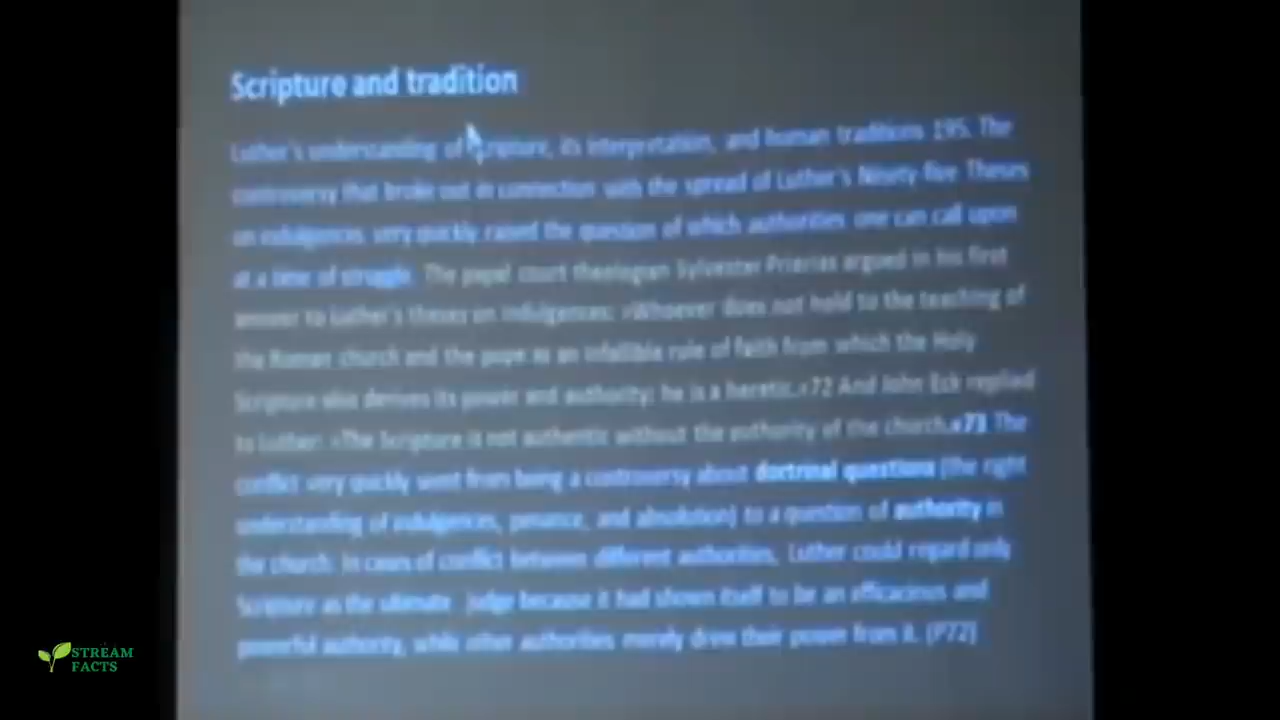 Scripture and tradition
Luther's understanding of Scripture, its interpretation, and human traditions 195. The
controversy that broke out in connection with the spread of Luther's Ninety-five Theses
on indulgences very quickly raised the question of which authorities one can call upon
at a time of struggle. The papal court theologian Sylvester Prierias argued in his first
answer to Luther's theses on indulgences: »Whoever does not hold to the teaching of
the Roman church and the pope as an infallible rule of faith from which the Holy
Scripture also derives its power and authority: he is a heretic.«72 And John Eck replied
to Luther: »The Scripture is not authentic without the authority of the church.«73 The
conflict very quickly went from being a controversy about doctrinal questions (the right
understanding of indulgences, penance, and absolution) to a question of authority in
the church. In cases of conflict between different authorities, Luther could regard only
Scripture as the ultimate judge because it had shown itself to be an efficacious and
powerful authority, while other authorities merely drew their power from it. (P72)
STREAM
FACTS